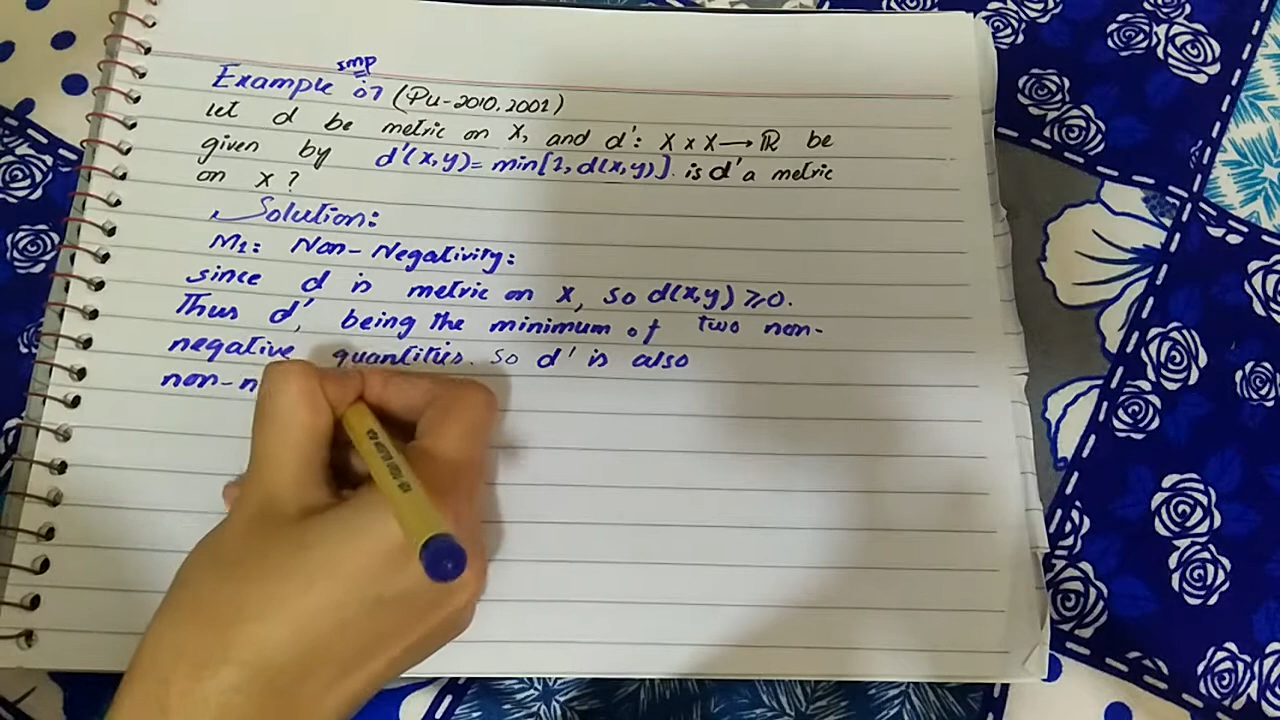 smp
Example 07 (PU-2010, 2001)
let d be metric on X, and d': X x X → R be
given by d'(x,y)= min[1, d(x,y)]. is d' a metric
on X ?
Solution:
M1: Non-Negativity:
since d is metric on X, so d(x,y) ≥ 0.
Thus d', being the minimum of two non-
negative quantities. so d' is also
non-n